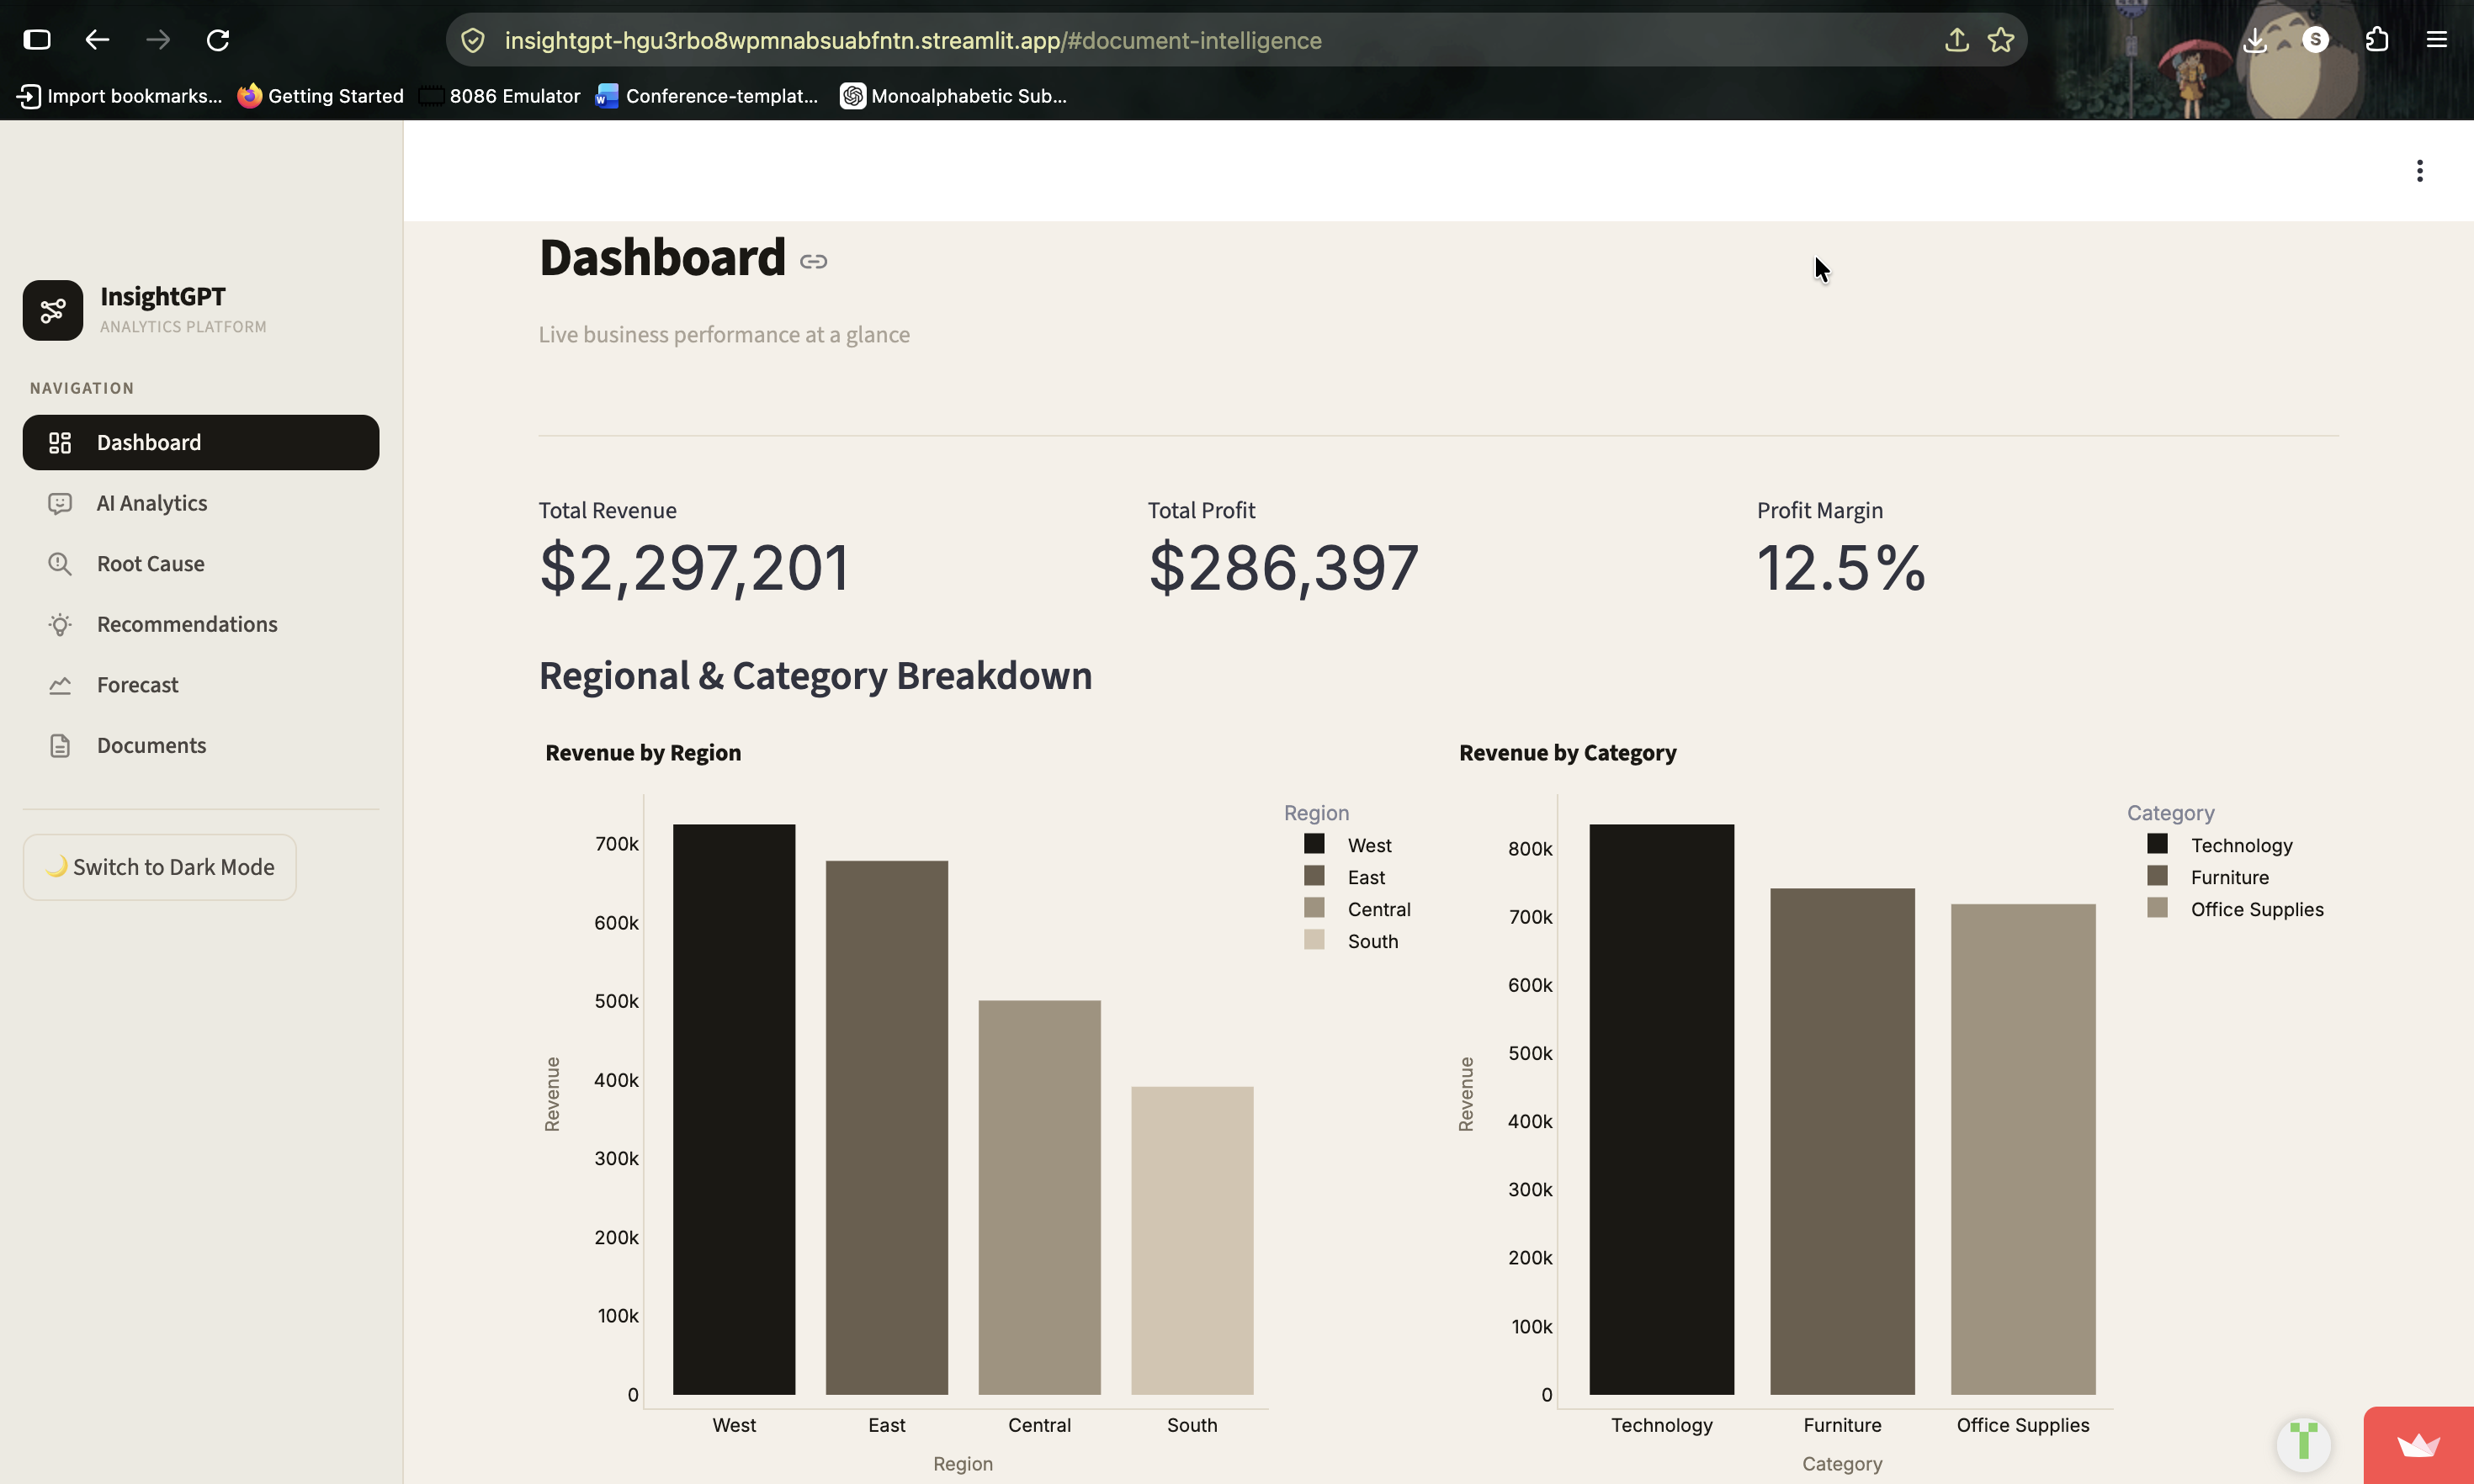 insightgpt-hgu3rbo8wpmnabsuabfntn.streamlit.app/#document-intelligence
S
Import bookmarks...
Getting Started
8086 Emulator
Conference-templat...
Monoalphabetic Sub...
InsightGPT
ANALYTICS PLATFORM
NAVIGATION
Dashboard
AI Analytics
Root Cause
Recommendations
Forecast
Documents
Switch to Dark Mode
Dashboard
Live business performance at a glance
Total Revenue
$2,297,201
Total Profit
$286,397
Profit Margin
12.5%
Regional & Category Breakdown
Revenue by Region
Revenue
700k
600k
500k
400k
300k
200k
100k
0
West
East
Central
South
Region
Region
West
East
Central
South
Revenue by Category
Revenue
800k
700k
600k
500k
400k
300k
200k
100k
0
Technology
Furniture
Office Supplies
Category
Category
Technology
Furniture
Office Supplies